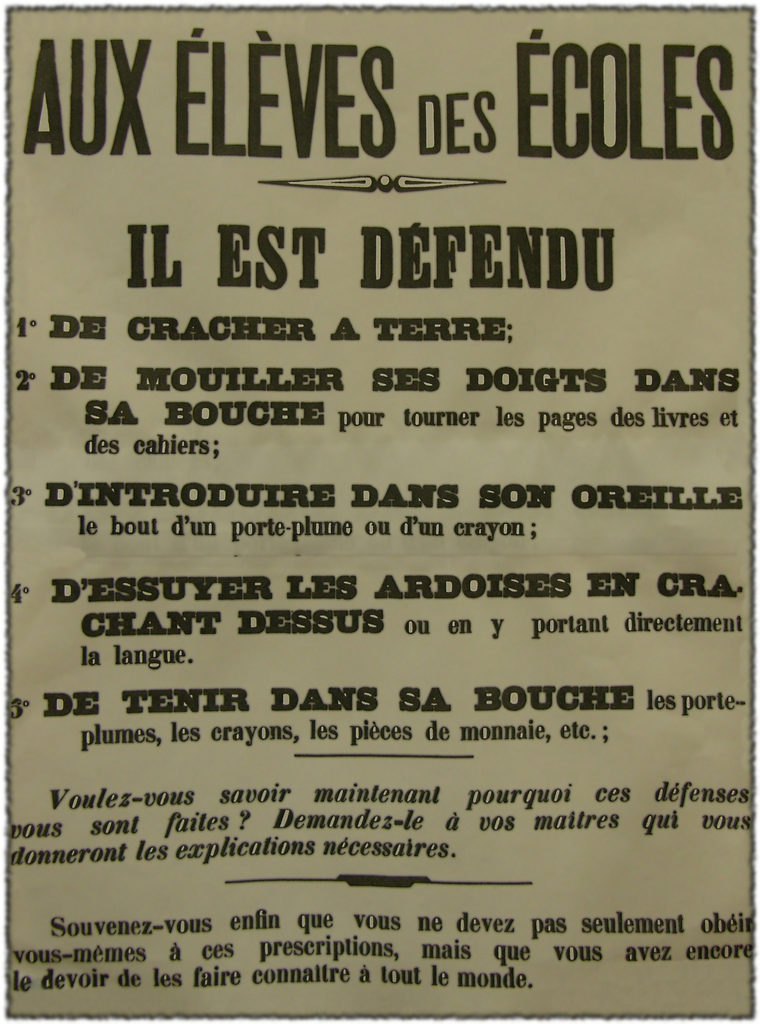 AUX ÉLÈVES DES ÉCOLES
IL EST DÉFENDU
1° DE CRACHER A TERRE;
2° DE MOUILLER SES DOIGTS DANS
SA BOUCHE pour tourner les pages des livres et
des cahiers;
3° D'INTRODUIRE DANS SON OREILLE
le bout d'un porte-plume ou d'un crayon;
4° D'ESSUYER LES ARDOISES EN CRA-
CHANT DESSUS ou en y portant directement
la langue.
5° DE TENIR DANS SA BOUCHE les porte-
plumes, les crayons, les pièces de monnaie, etc.;
Voulez-vous savoir maintenant pourquoi ces défenses
vous sont faites? Demandez-le à vos maîtres qui vous
donneront les explications nécessaires.
Souvenez-vous enfin que vous ne devez pas seulement obéir
vous-mêmes à ces prescriptions, mais que vous avez encore
le devoir de les faire connaître à tout le monde.